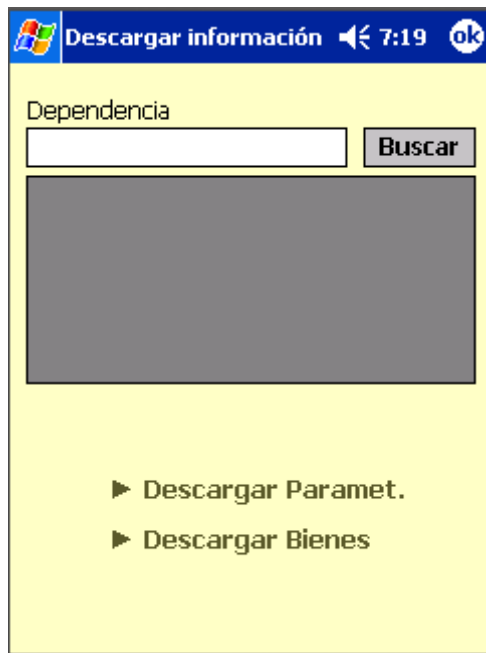 Descargar información 7:19 ok
Dependencia
Buscar
Descargar Paramet.
Descargar Bienes